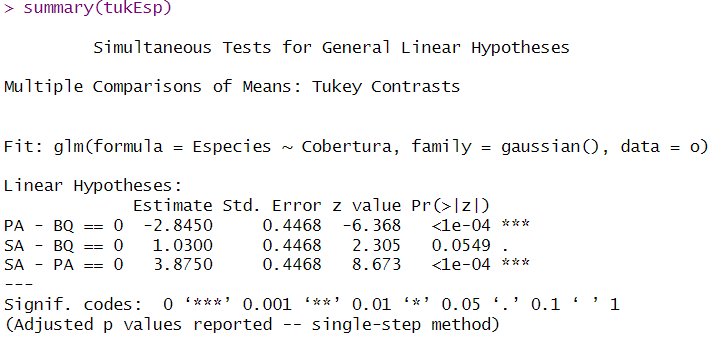 > summary(tukEsp)
Simultaneous Tests for General Linear Hypotheses
Multiple Comparisons of Means: Tukey Contrasts
Fit: glm(formula = Especies ~ Cobertura, family = gaussian(), data = o)
Linear Hypotheses:
Estimate Std. Error z value Pr(>|z|)
PA - BQ == 0 -2.8450 0.4468 -6.368 <1e-04 ***
SA - BQ == 0 1.0300 0.4468 2.305 0.0549 .
SA - PA == 0 3.8750 0.4468 8.673 <1e-04 ***
---
Signif. codes: 0 ‘***’ 0.001 ‘**’ 0.01 ‘*’ 0.05 ‘.’ 0.1 ‘ ’ 1
(Adjusted p values reported -- single-step method)